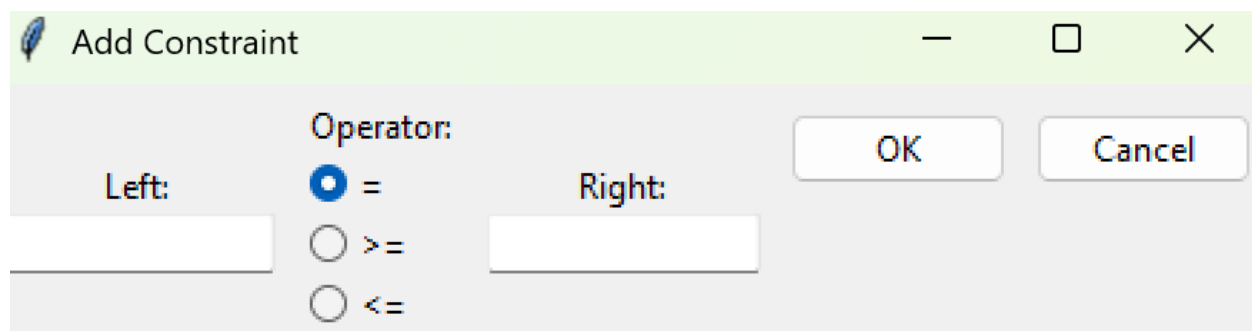 Add Constraint
Operator:
OK
Cancel
Left:
=
Right:
>=
<=